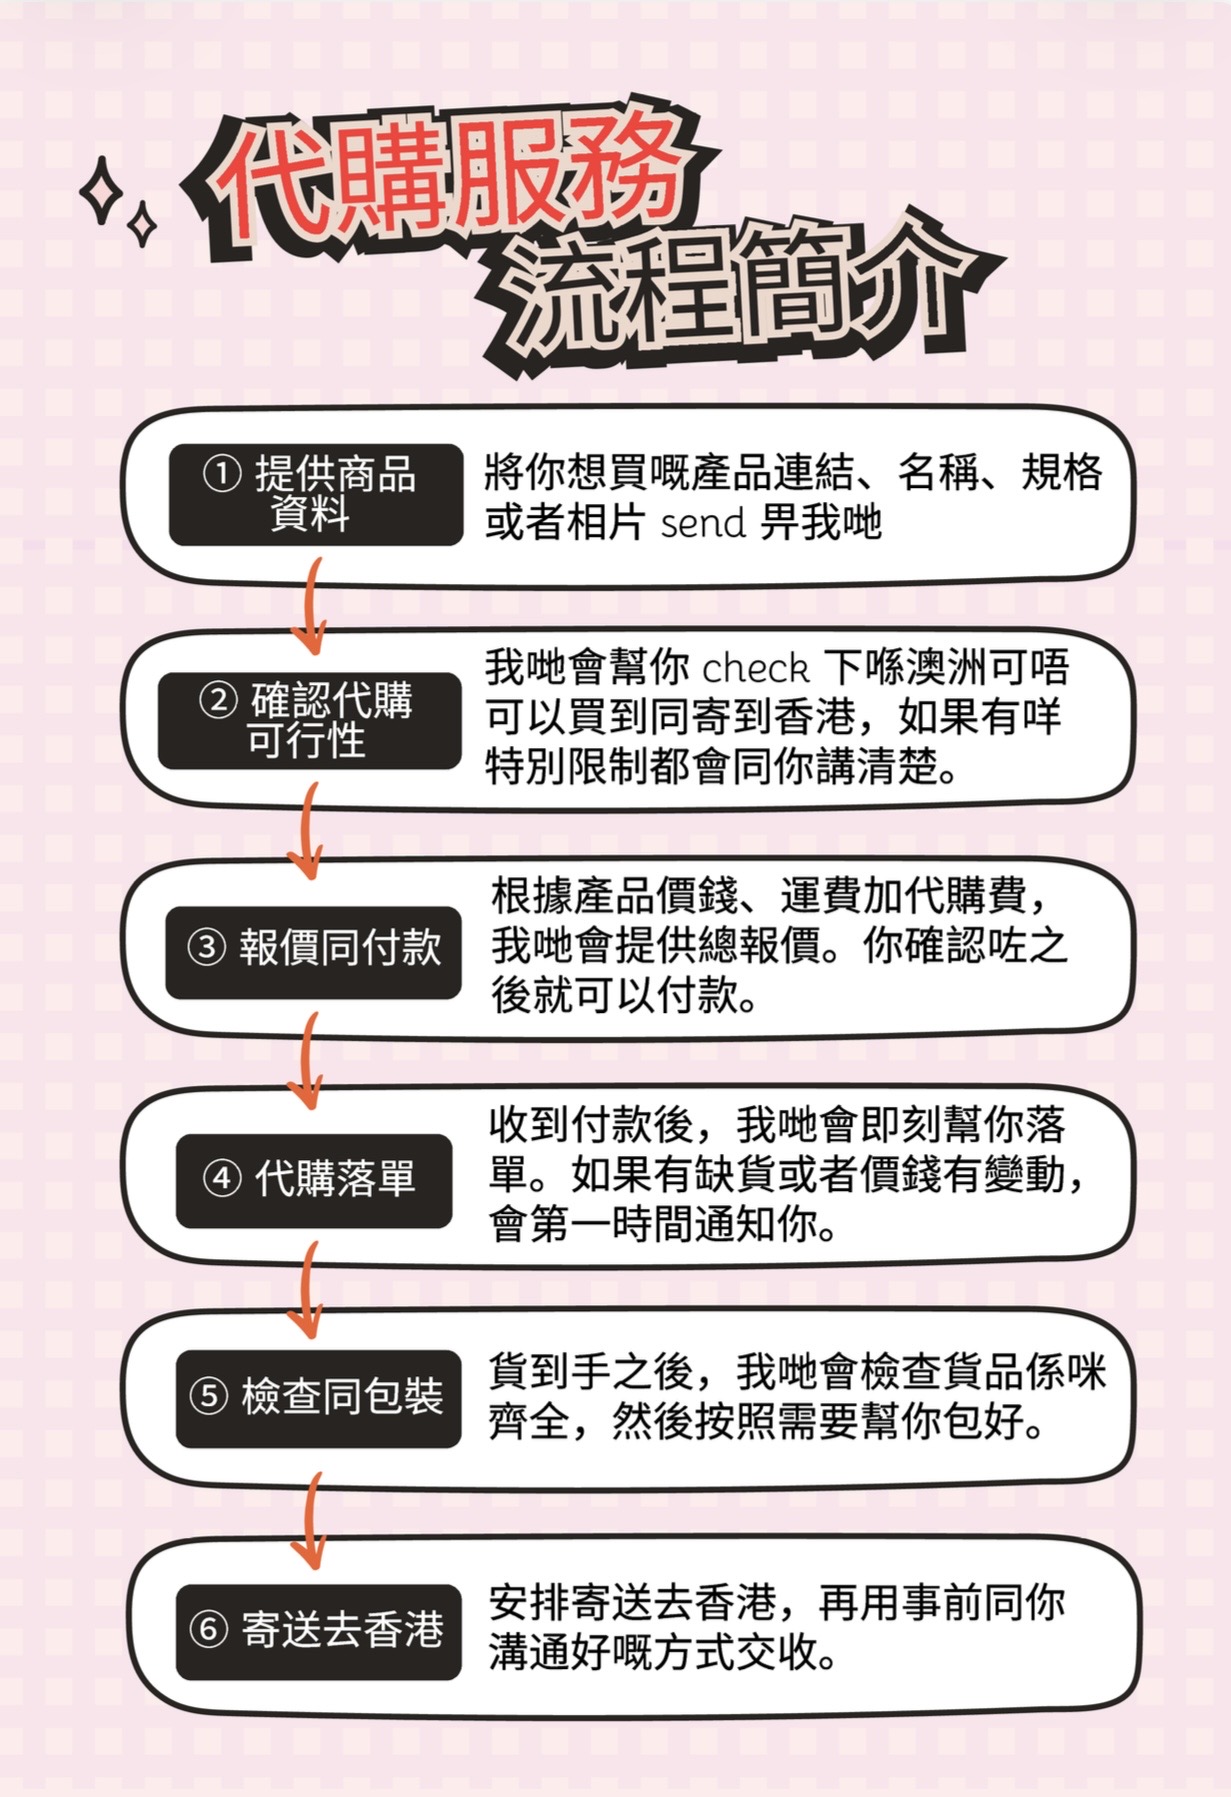 代購服務
流程簡介
① 提供商品
資料
將你想買嘅產品連結、名稱、規格
或者相片 send 畀我哋
② 確認代購
可行性
我哋會幫你 check 下喺澳洲可唔
可以買到同寄到香港，如果有咩
特別限制都會同你講清楚。
③ 報價同付款
根據產品價錢、運費加代購費，
我哋會提供總報價。你確認咗之
後就可以付款。
④ 代購落單
收到付款後，我哋會即刻幫你落
單。如果有缺貨或者價錢有變動，
會第一時間通知你。
⑤ 檢查同包裝
貨到手之後，我哋會檢查貨品係咪
齊全，然後按照需要幫你包好。
⑥ 寄送去香港
安排寄送去香港，再用事前同你
溝通好嘅方式交收。